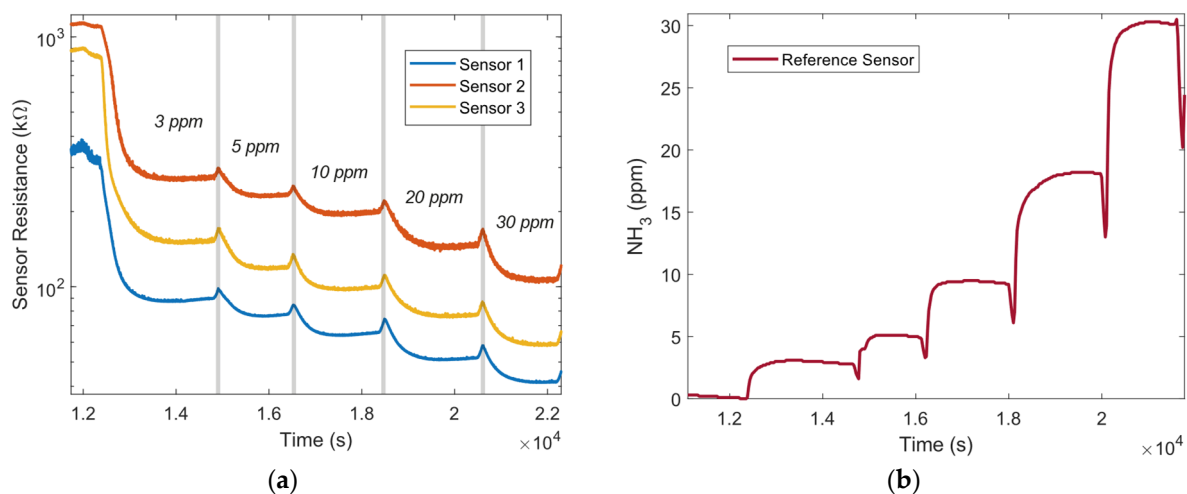 10³
10²
Sensor Resistance (kΩ)
Sensor 1
Sensor 2
Sensor 3
3 ppm
5 ppm
10 ppm
20 ppm
30 ppm
1.2 1.4 1.6 1.8 2 2.2
Time (s)
×10⁴
(a)
30
25
20
15
10
5
0
NH₃ (ppm)
Reference Sensor
1.2 1.4 1.6 1.8 2
Time (s)
×10⁴
(b)